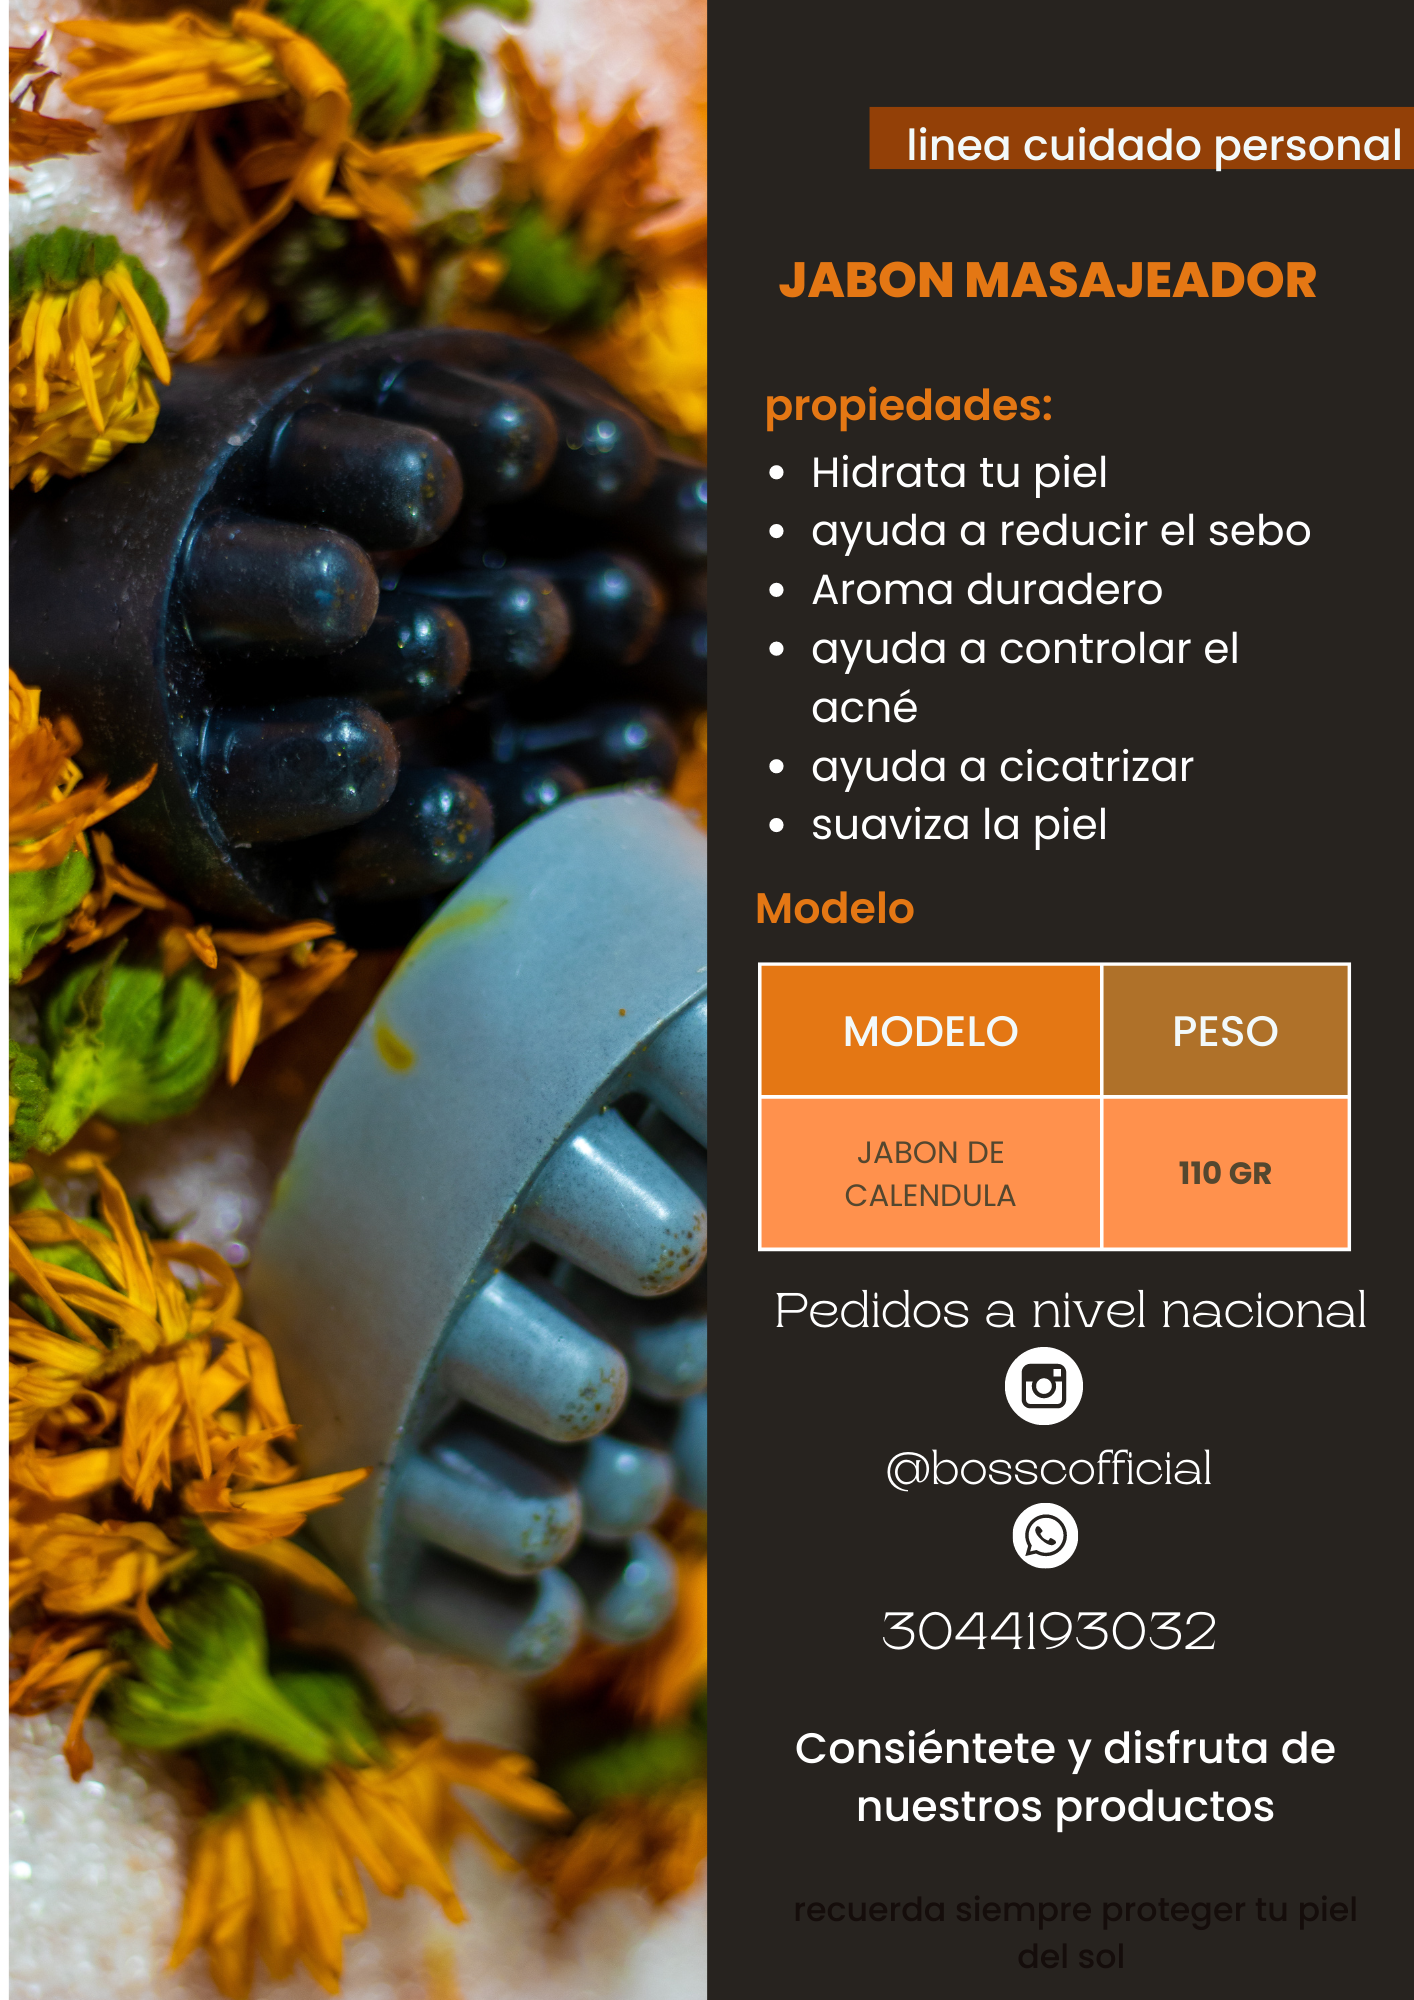 linea cuidado personal
JABON MASAJEADOR
propiedades:
• Hidrata tu piel
• ayuda a reducir el sebo
• Aroma duradero
• ayuda a controlar el
acné
• ayuda a cicatrizar
• suaviza la piel
Modelo
MODELO PESO
JABON DE
CALENDULA
110 GR
Pedidos a nivel nacional
@bosscofficial
3044193032
Consiéntete y disfruta de
nuestros productos
recuerda siempre proteger tu piel
del sol